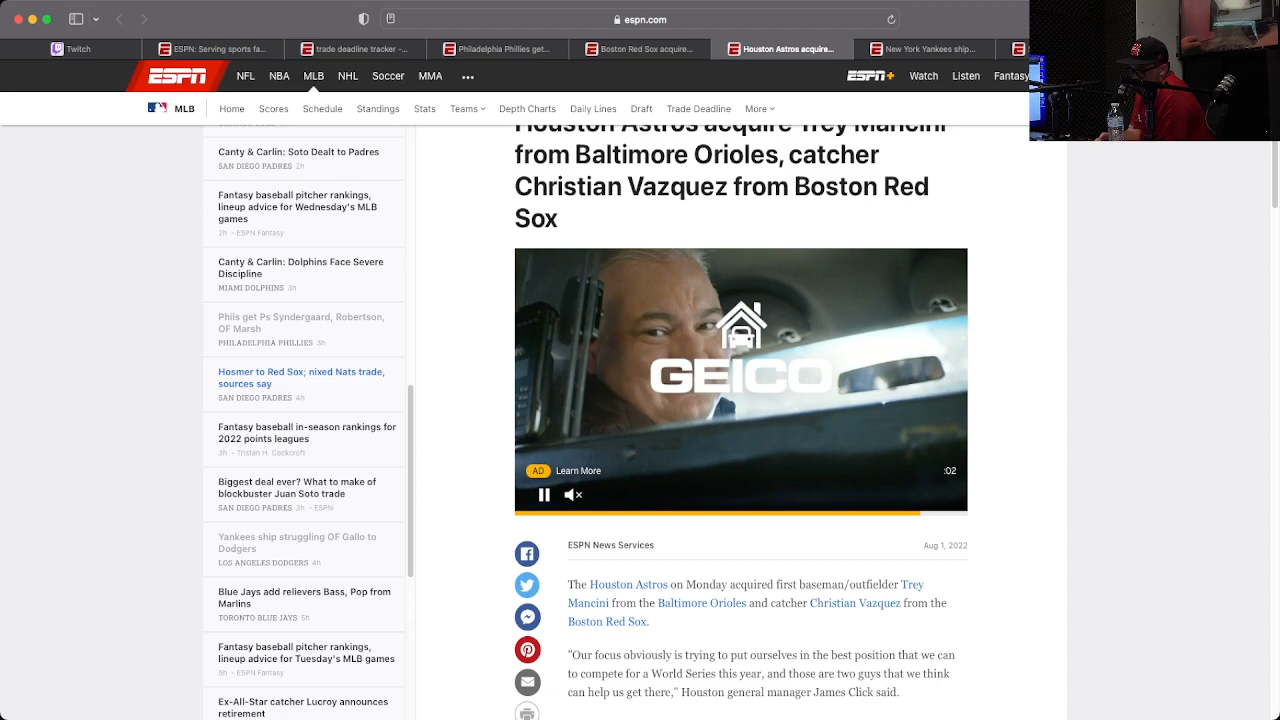 espn.com
Twitch
ESPN: Serving sports fa...
trade deadline tracker -...
Philadelphia Phillies get...
Boston Red Sox acquire...
Houston Astros acquire...
New York Yankees ship...
ESPN
NFL
NBA
MLB
NHL
Soccer
MMA
ESPN+
Watch
Listen
Fantasy
MLB
Home
Scores
Schedule
Standings
Stats
Teams
Depth Charts
Daily Lines
Draft
Trade Deadline
More
Canty & Carlin: Soto Dealt to Padres
SAN DIEGO PADRES 2h
Fantasy baseball pitcher rankings,
lineup advice for Wednesday's MLB
games
2h - ESPN Fantasy
Canty & Carlin: Dolphins Face Severe
Discipline
MIAMI DOLPHINS 3h
Phils get Ps Syndergaard, Robertson,
OF Marsh
PHILADELPHIA PHILLIES 3h
Hosmer to Red Sox; nixed Nats trade,
sources say
SAN DIEGO PADRES 4h
Fantasy baseball in-season rankings for
2022 points leagues
3h - Tristan H. Cockcroft
Biggest deal ever? What to make of
blockbuster Juan Soto trade
SAN DIEGO PADRES 3h - ESPN
Yankees ship struggling OF Gallo to
Dodgers
LOS ANGELES DODGERS 4h
Blue Jays add relievers Bass, Pop from
Marlins
TORONTO BLUE JAYS 5h
Fantasy baseball pitcher rankings,
lineup advice for Tuesday's MLB games
5h - ESPN Fantasy
Ex-All-Star catcher Lucroy announces
retirement
Houston Astros acquire Trey Mancini
from Baltimore Orioles, catcher
Christian Vazquez from Boston Red
Sox
GEICO
AD Learn More
:02
ESPN News Services
Aug 1, 2022
The Houston Astros on Monday acquired first baseman/outfielder Trey
Mancini from the Baltimore Orioles and catcher Christian Vazquez from the
Boston Red Sox.
"Our focus obviously is trying to put ourselves in the best position that we can
to compete for a World Series this year, and those are two guys that we think
can help us get there," Houston general manager James Click said.